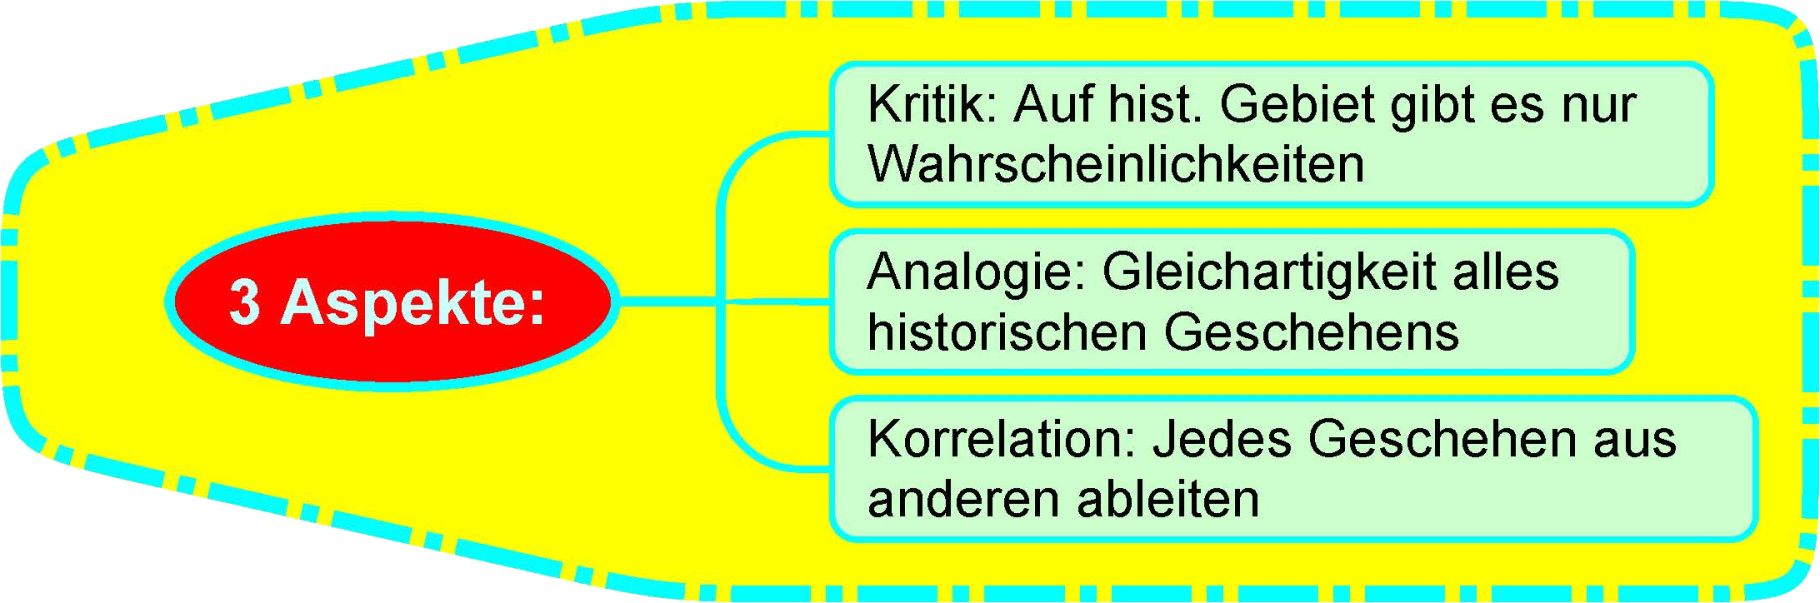 3 Aspekte:
Kritik: Auf hist. Gebiet gibt es nur
Wahrscheinlichkeiten
Analogie: Gleichartigkeit alles
historischen Geschehens
Korrelation: Jedes Geschehen aus
anderen ableiten